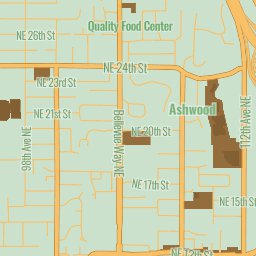 Quality Food Center
NE 26th St
NE 24th St
NE 23rd St
Ashwood
NE 21st St
NE 20th St
98th Ave NE
Bellevue Way NE
112th Ave NE
NE 17th St
NE 15th St